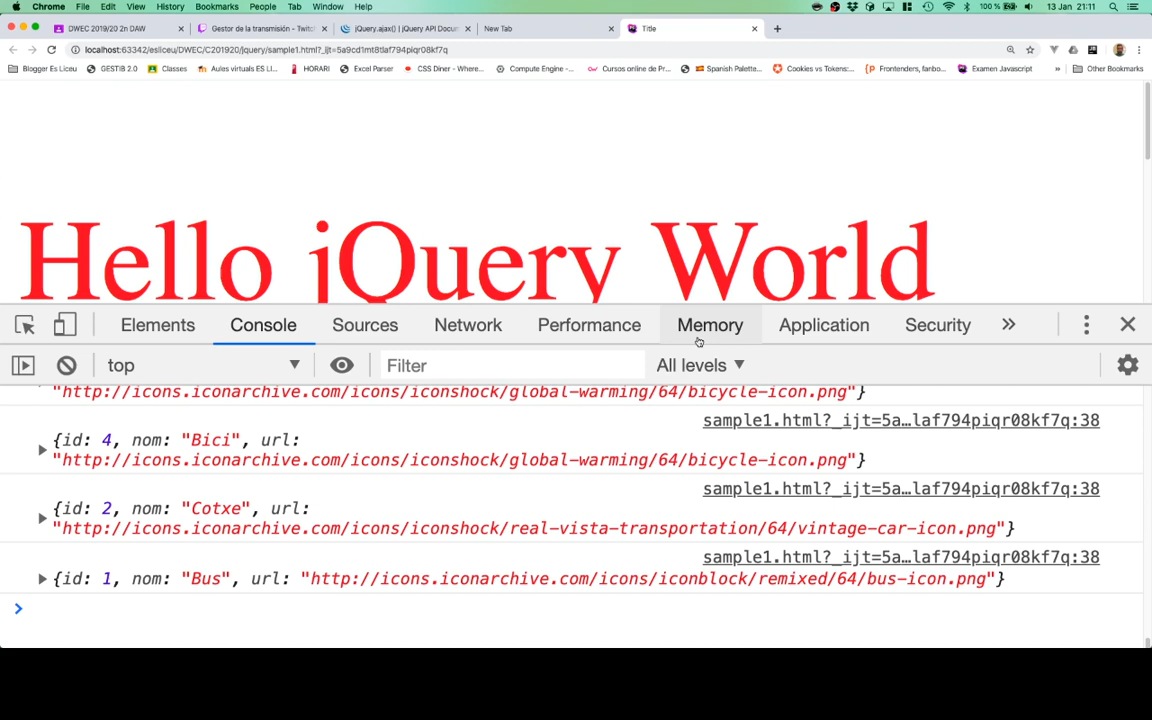 Chrome File Edit View History Bookmarks People Tab Window Help 100 % 13 Jan 21:11
DWEC 2019/20 2n DAW Gestor de la transmisión - Twitc jQuery.ajax() | jQuery API Docum New Tab Title
localhost:63342/esliceu/DWEC/C201920/jquery/sample1.html?_ijt=5a9cd1mt8tlaf794piqr08kf7q
Blogger Es Liceu GESTIB 2.0 Classes Aules virtuals ES LI... HORARI Excel Parser CSS Diner - Where... Compute Engine -... Cursos online de Pr... Spanish Palette... Cookies vs Tokens:... Frontenders, fanbo... Examen Javascript » Other Bookmarks
Hello jQuery World
Elements Console Sources Network Performance Memory Application Security »
top Filter All levels
"http://icons.iconarchive.com/icons/iconshock/global-warming/64/bicycle-icon.png"}
sample1.html?_ijt=5a…laf794piqr08kf7q:38
{id: 4, nom: "Bici", url:
"http://icons.iconarchive.com/icons/iconshock/global-warming/64/bicycle-icon.png"}
sample1.html?_ijt=5a…laf794piqr08kf7q:38
{id: 2, nom: "Cotxe", url:
"http://icons.iconarchive.com/icons/iconshock/real-vista-transportation/64/vintage-car-icon.png"}
sample1.html?_ijt=5a…laf794piqr08kf7q:38
{id: 1, nom: "Bus", url: "http://icons.iconarchive.com/icons/iconblock/remixed/64/bus-icon.png"}